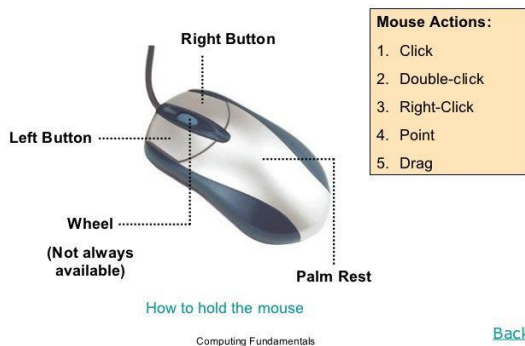 Right Button
Left Button
Wheel
(Not always
available)
Palm Rest
Mouse Actions:
1. Click
2. Double-click
3. Right-Click
4. Point
5. Drag
How to hold the mouse
Computing Fundamentals
Back